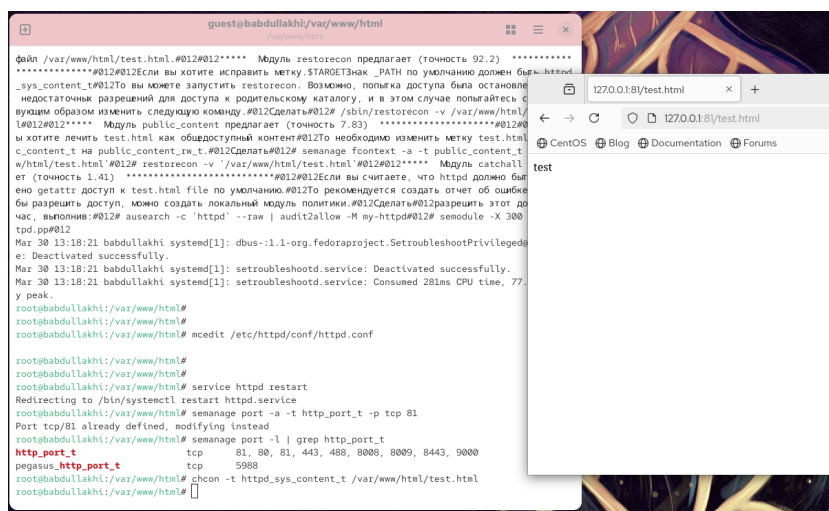 guest@babdullakhi:/var/www/html
/var/www/html
файл /var/www/html/test.html.#012#012***** Модуль restorecon предлагает (точность 92.2) ***********
**************#012#012Если вы хотите исправить метку.$TARGETЗнак _PATH по умолчанию должен быть httpd
_sys_content_t#012То вы можете запустить restorecon. Возможно, попытка доступа была остановле
недостаточных разрешений для доступа к родительскому каталогу, и в этом случае попытайтесь с
вующим образом изменить следующую команду.#012Сделать#012# /sbin/restorecon -v /var/www/html/
l#012#012***** Модуль public_content предлагает (точность 7.83) *********************#012#0
ы хотите лечить test.html как общедоступный контент#012То необходимо изменить метку test.html
c_content_t на public_content_rw_t.#012Сделать# semanage fcontext -a -t public_content_t
w/html/test.html'#012# restorecon -v '/var/www/html/test.html'#012#012***** Модуль catchall
ет (точность 1.41) **************************#012#012Если вы считаете, что httpd должно быт
ено getattr доступ к test.html file по умолчанию.#012То рекомендуется создать отчет об ошибке
бы разрешить доступ, можно создать локальный модуль политики.#012Сделать#012разрешить этот до
час, выполнив:#012# ausearch -c 'httpd' --raw | audit2allow -M my-httpd#012# semodule -X 300
tpd.pp#012
Mar 30 13:18:21 babdullakhi systemd[1]: dbus-:1.1-org.fedoraproject.SetroubleshootPrivileged@
e: Deactivated successfully.
Mar 30 13:18:21 babdullakhi systemd[1]: setroubleshootd.service: Deactivated successfully.
Mar 30 13:18:21 babdullakhi systemd[1]: setroubleshootd.service: Consumed 281ms CPU time, 77.
y peak.
root@babdullakhi:/var/www/html#
root@babdullakhi:/var/www/html#
root@babdullakhi:/var/www/html# mcedit /etc/httpd/conf/httpd.conf
root@babdullakhi:/var/www/html#
root@babdullakhi:/var/www/html#
root@babdullakhi:/var/www/html# service httpd restart
Redirecting to /bin/systemctl restart httpd.service
root@babdullakhi:/var/www/html# semanage port -a -t http_port_t -p tcp 81
Port tcp/81 already defined, modifying instead
root@babdullakhi:/var/www/html# semanage port -l | grep http_port_t
http_port_t tcp 81, 80, 81, 443, 488, 8008, 8009, 8443, 9000
pegasus_http_port_t tcp 5988
root@babdullakhi:/var/www/html# chcon -t httpd_sys_content_t /var/www/html/test.html
root@babdullakhi:/var/www/html#
127.0.0.1:81/test.html
127.0.0.1:81/test.html
CentOS Blog Documentation Forums
test